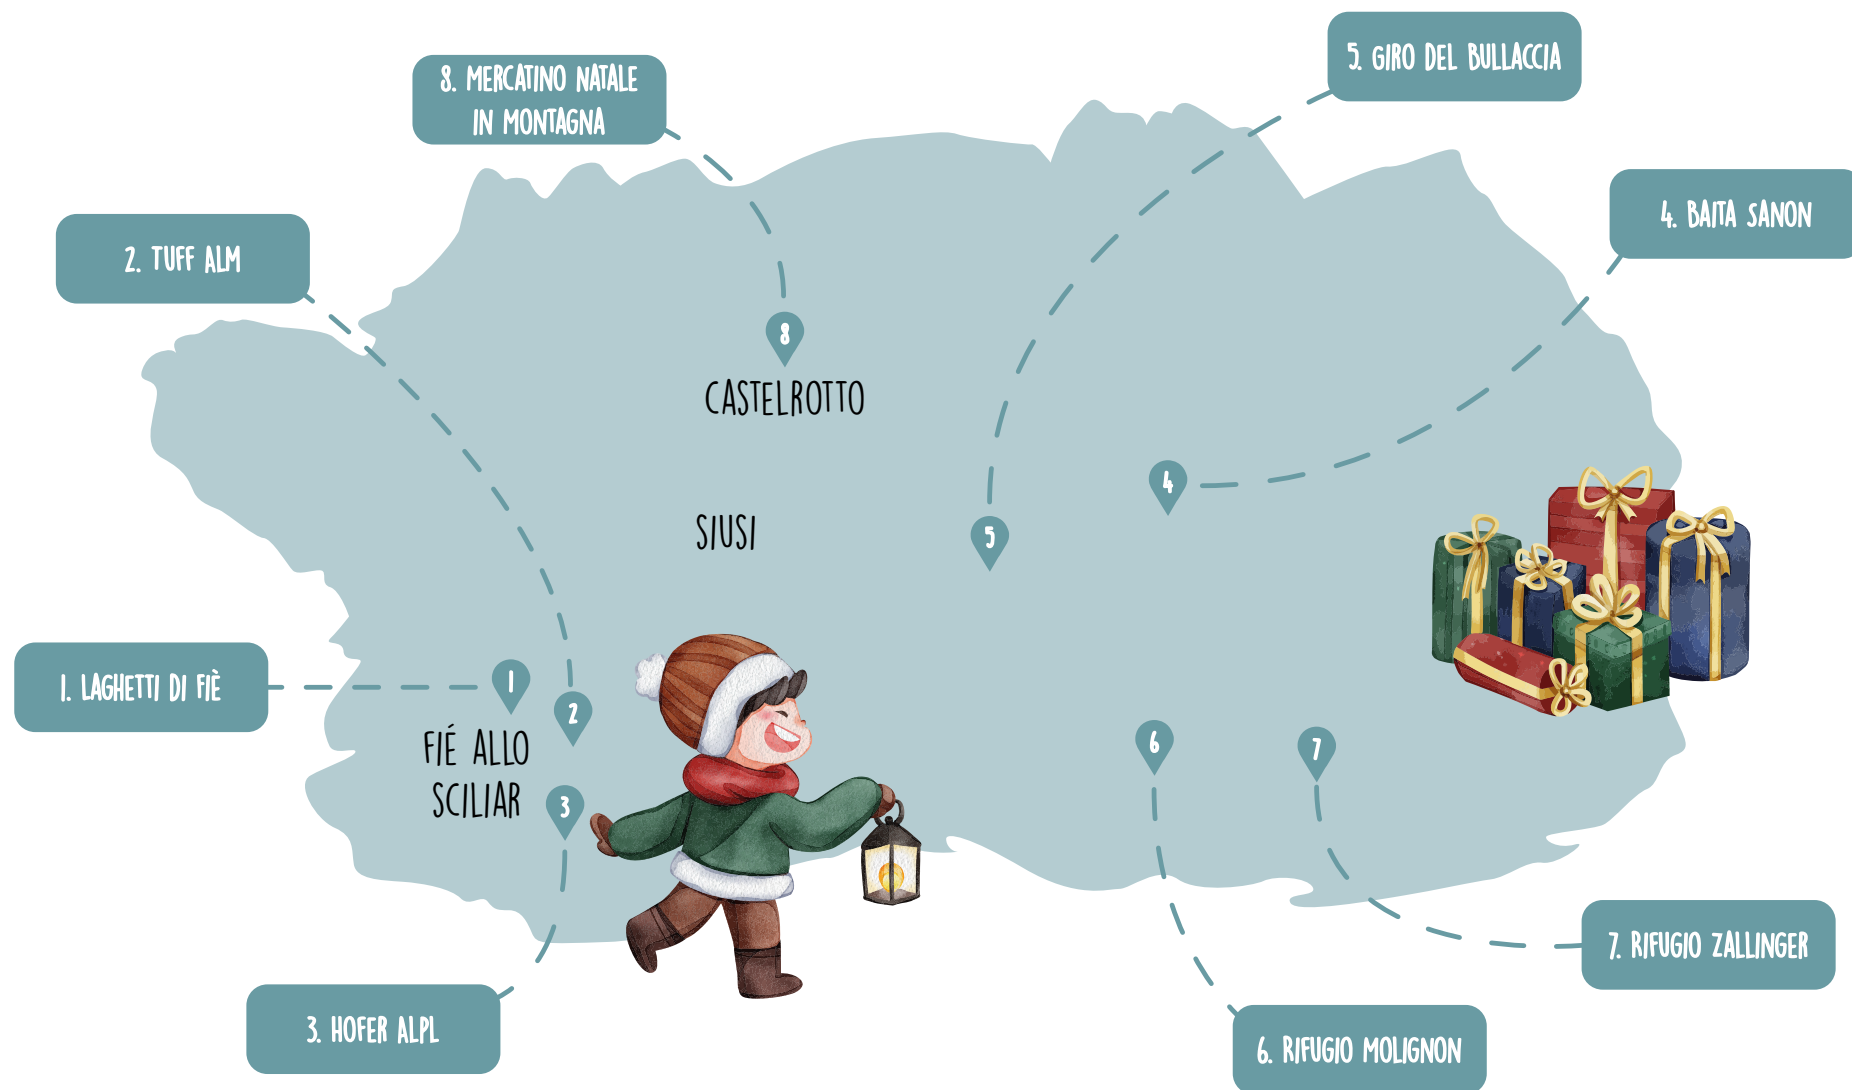 5. GIRO DEL BULLACCIA
8. MERCATINO NATALE
IN MONTAGNA
4. BAITA SANON
2. TUFF ALM
8
CASTELROTTO
4
SIUSI
5
1. LAGHETTI DI FIÈ
1
2
FIÉ ALLO
SCILIAR
6
7
3
7. RIFUGIO ZALLINGER
3. HOFER ALPL
6. RIFUGIO MOLIGNON